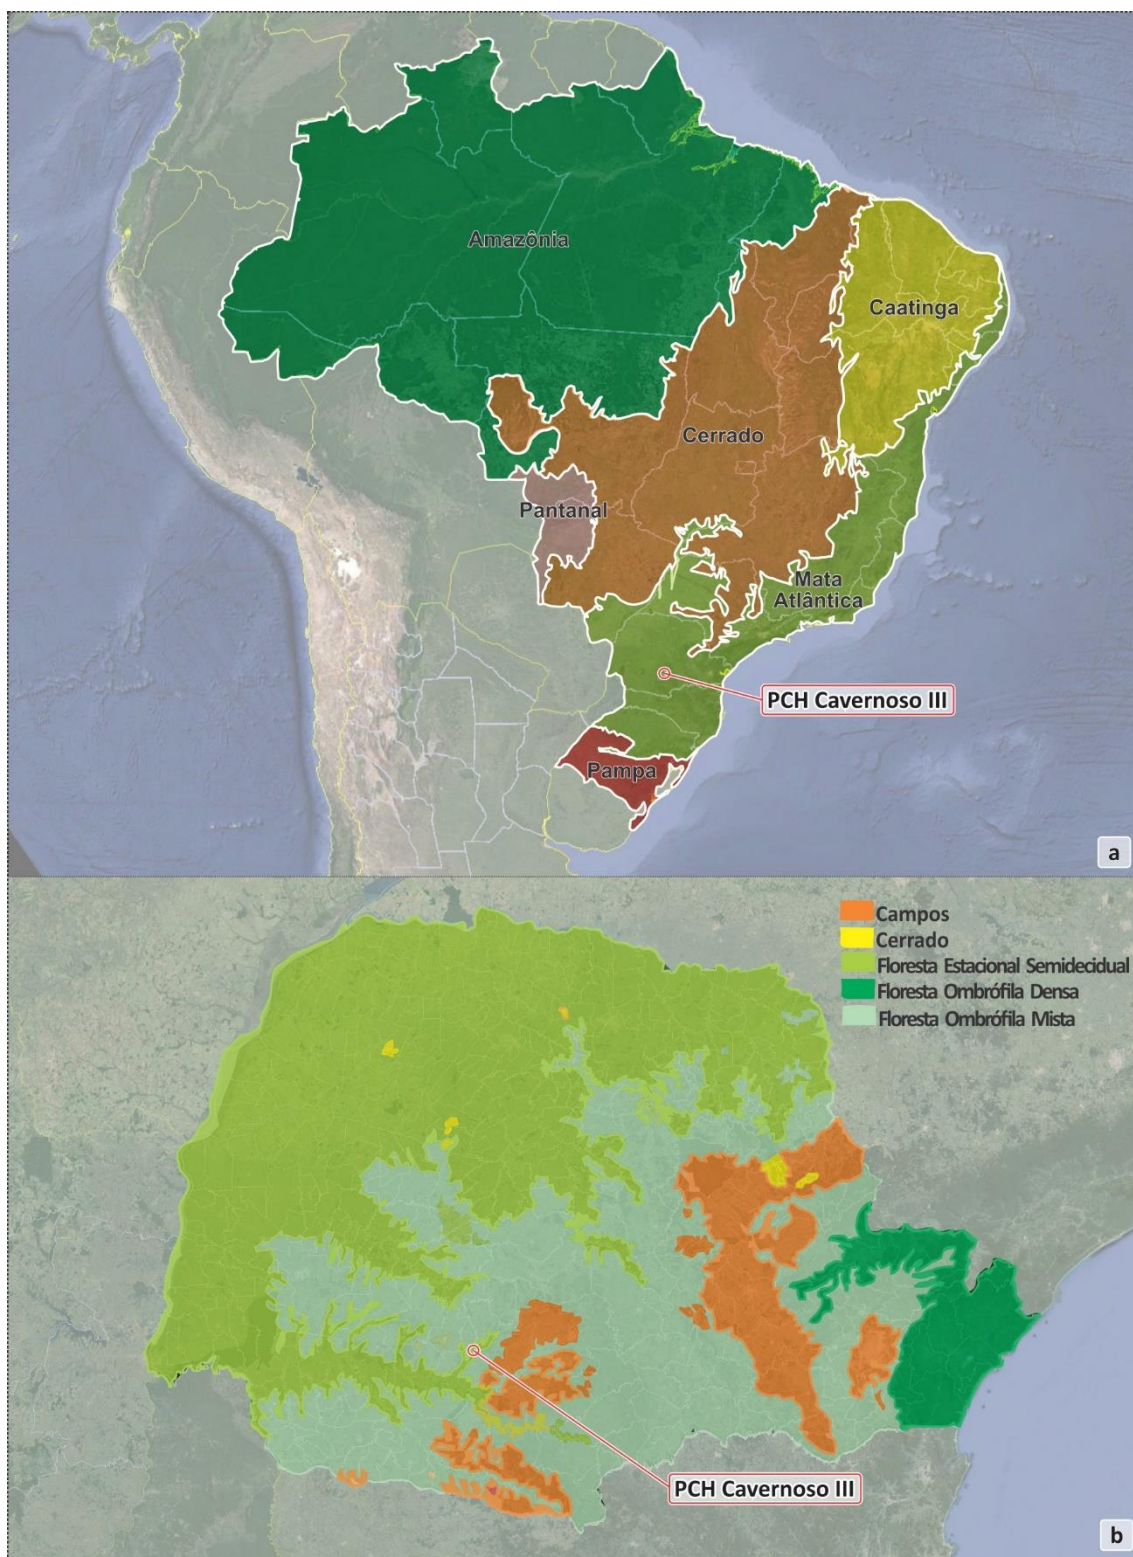 Amazônia
Caatinga
Cerrado
Pantanal
Mata
Atlântica
PCH Cavernoso III
Pampa
a
Campos
Cerrado
Floresta Estacional Semidecidual
Floresta Ombrófila Densa
Floresta Ombrófila Mista
PCH Cavernoso III
b